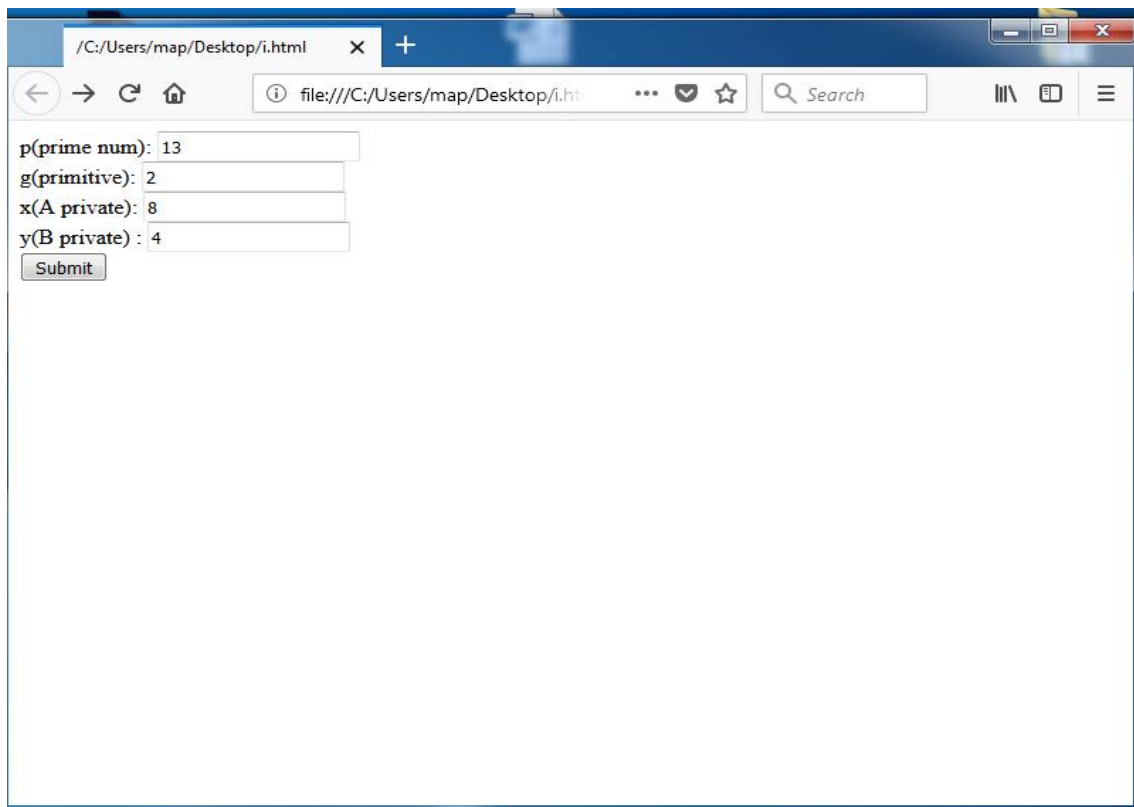 /C:/Users/map/Desktop/i.html
file:///C:/Users/map/Desktop/i.ht
Search
p(prime num): 13
g(primitive): 2
x(A private): 8
y(B private) : 4
Submit